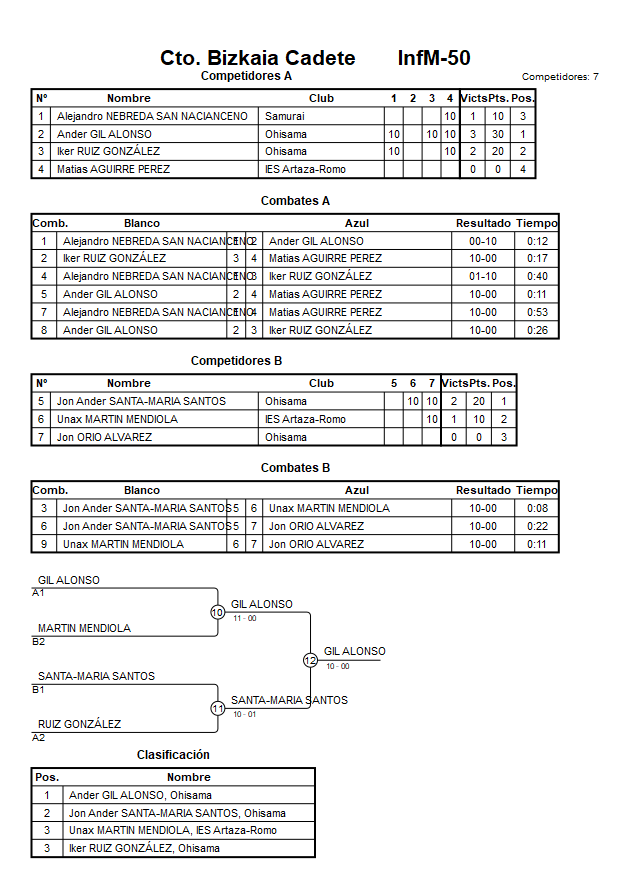 Cto. Bizkaia Cadete InfM-50
Competidores A
Competidores: 7
Nº Nombre Club 1 2 3 4 Victs Pts. Pos.
1 Alejandro NEBREDA SAN NACIANCENO Samurai 10 1 10 3
2 Ander GIL ALONSO Ohisama 10 10 10 3 30 1
3 Iker RUIZ GONZÁLEZ Ohisama 10 10 2 20 2
4 Matias AGUIRRE PEREZ IES Artaza-Romo 0 0 4
Combates A
Comb. Blanco Azul Resultado Tiempo
1 Alejandro NEBREDA SAN NACIANCENO 1 2 Ander GIL ALONSO 00-10 0:12
2 Iker RUIZ GONZÁLEZ 3 4 Matias AGUIRRE PEREZ 10-00 0:17
4 Alejandro NEBREDA SAN NACIANCENO 1 3 Iker RUIZ GONZÁLEZ 01-10 0:40
5 Ander GIL ALONSO 2 4 Matias AGUIRRE PEREZ 10-00 0:11
7 Alejandro NEBREDA SAN NACIANCENO 1 4 Matias AGUIRRE PEREZ 10-00 0:53
8 Ander GIL ALONSO 2 3 Iker RUIZ GONZÁLEZ 10-00 0:26
Competidores B
Nº Nombre Club 5 6 7 Victs Pts. Pos.
5 Jon Ander SANTA-MARIA SANTOS Ohisama 10 10 2 20 1
6 Unax MARTIN MENDIOLA IES Artaza-Romo 10 1 10 2
7 Jon ORIO ALVAREZ Ohisama 0 0 3
Combates B
Comb. Blanco Azul Resultado Tiempo
3 Jon Ander SANTA-MARIA SANTOS 5 6 Unax MARTIN MENDIOLA 10-00 0:08
6 Jon Ander SANTA-MARIA SANTOS 5 7 Jon ORIO ALVAREZ 10-00 0:22
9 Unax MARTIN MENDIOLA 6 7 Jon ORIO ALVAREZ 10-00 0:11
GIL ALONSO
A1
10
GIL ALONSO
11 - 00
MARTIN MENDIOLA
B2
12
GIL ALONSO
10 - 00
SANTA-MARIA SANTOS
B1
11
SANTA-MARIA SANTOS
10 - 01
RUIZ GONZÁLEZ
A2
Clasificación
Pos. Nombre
1 Ander GIL ALONSO, Ohisama
2 Jon Ander SANTA-MARIA SANTOS, Ohisama
3 Unax MARTIN MENDIOLA, IES Artaza-Romo
3 Iker RUIZ GONZÁLEZ, Ohisama